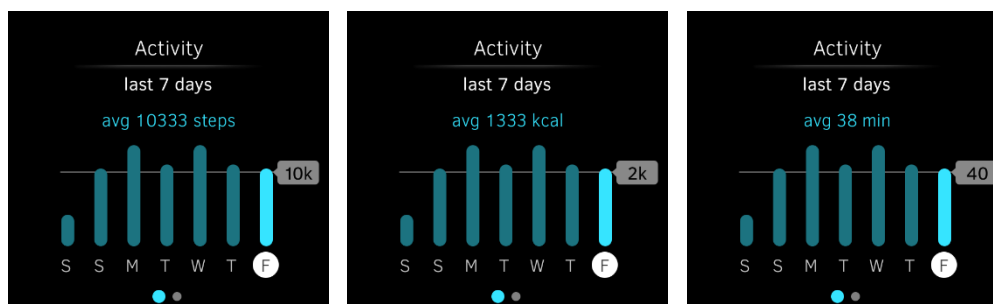 Activity
last 7 days
avg 10333 steps
10k
S S M T W T F
Activity
last 7 days
avg 1333 kcal
2k
S S M T W T F
Activity
last 7 days
avg 38 min
40
S S M T W T F